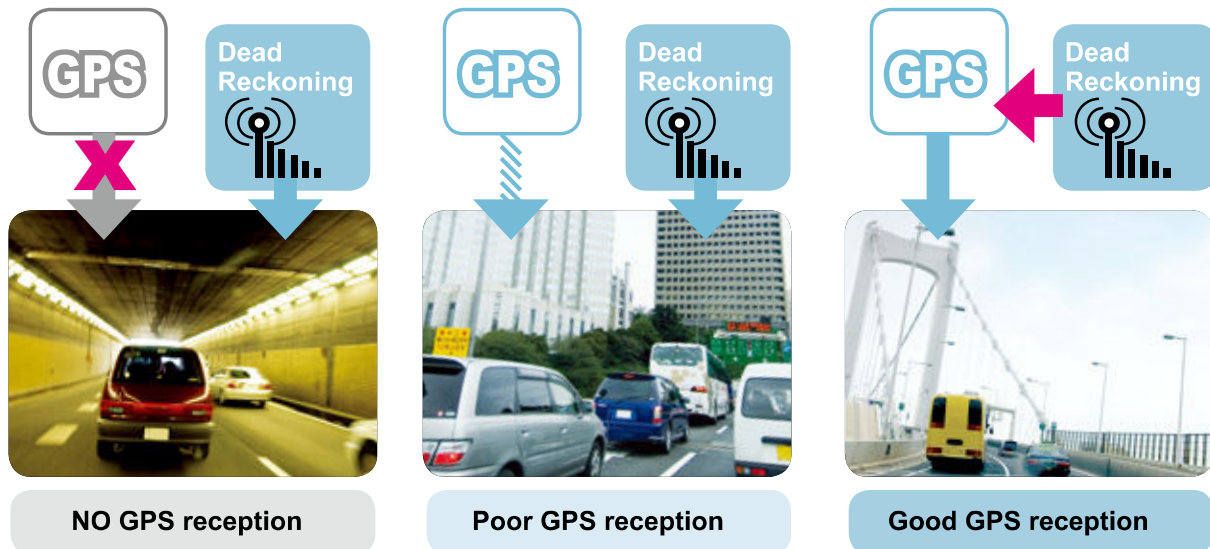 GPS
Dead
Reckoning
GPS
Dead
Reckoning
GPS
Dead
Reckoning
NO GPS reception
Poor GPS reception
Good GPS reception